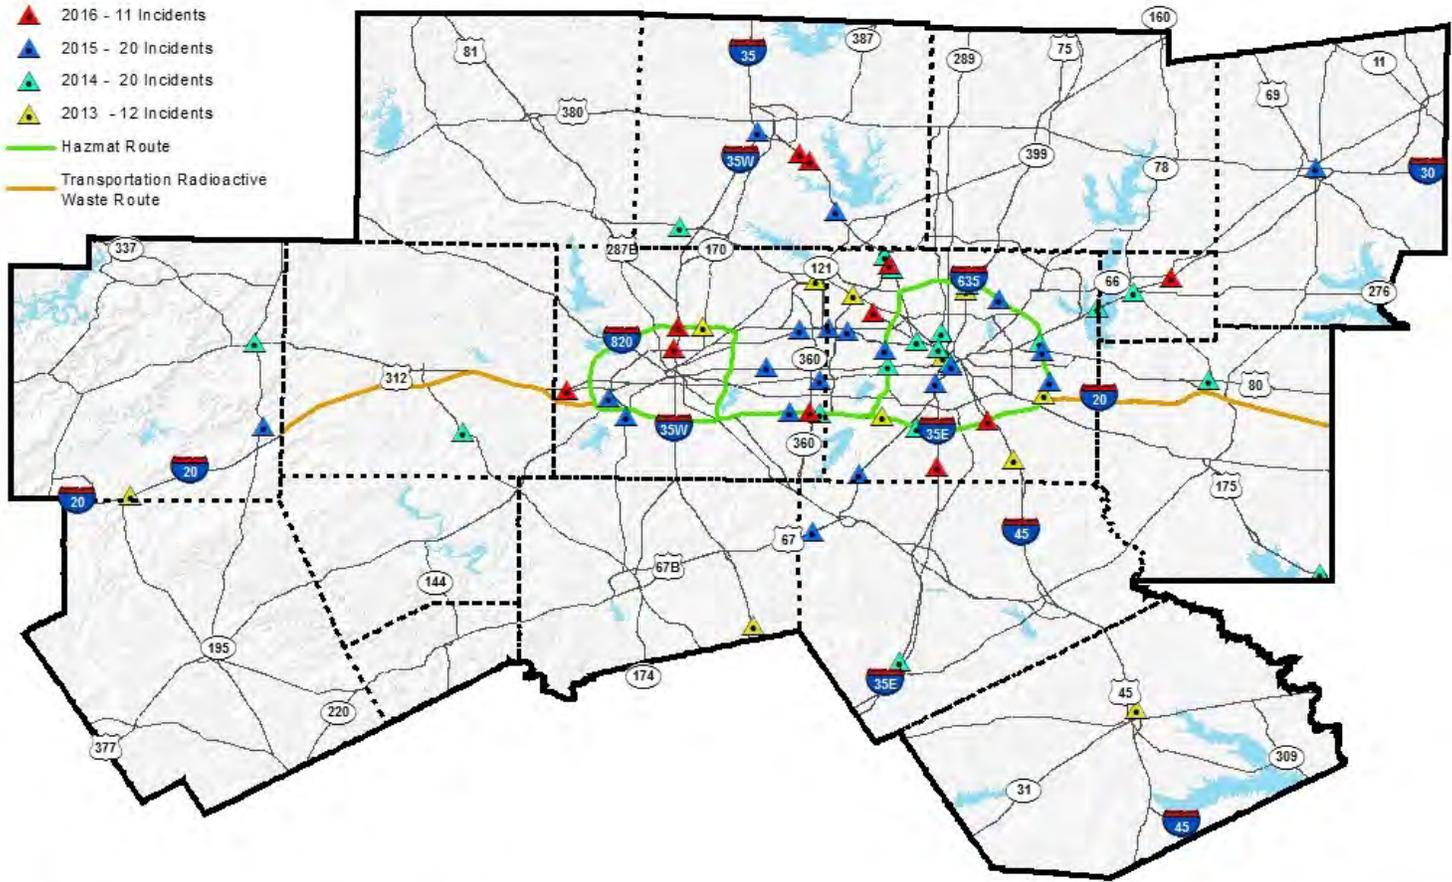 2016 - 11 Incidents
2015 - 20 Incidents
2014 - 20 Incidents
2013 - 12 Incidents
Hazmat Route
Transportation Radioactive
Waste Route
160
81
35
387
289
75
11
69
380
35W
399
78
30
337
287B
170
121
635
66
276
820
360
312
80
20
35W
360
35E
20
20
175
45
67
67B
144
195
174
35E
45
220
377
309
31
45